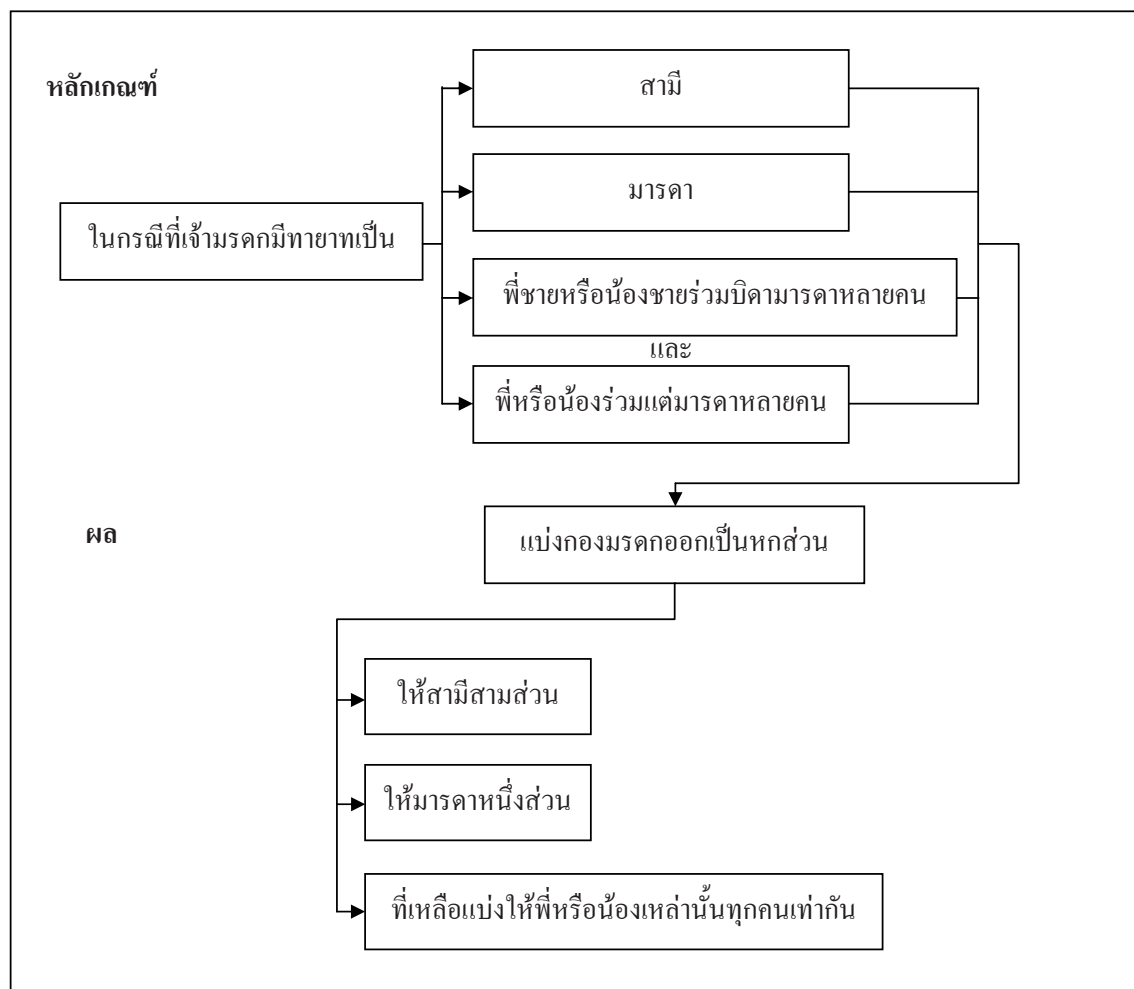 หลักเกณฑ์
สามี
มารดา
ในกรณีที่เจ้ามรดกมีทายาทเป็น
พี่ชายหรือน้องชายร่วมบิดามารดาหลายคน
และ
พี่หรือน้องร่วมแต่มารดาหลายคน
ผล
แบ่งกองมรดกออกเป็นหกส่วน
ให้สามีสามส่วน
ให้มารดาหนึ่งส่วน
ที่เหลือแบ่งให้พี่หรือน้องเหล่านั้นทุกคนเท่ากัน